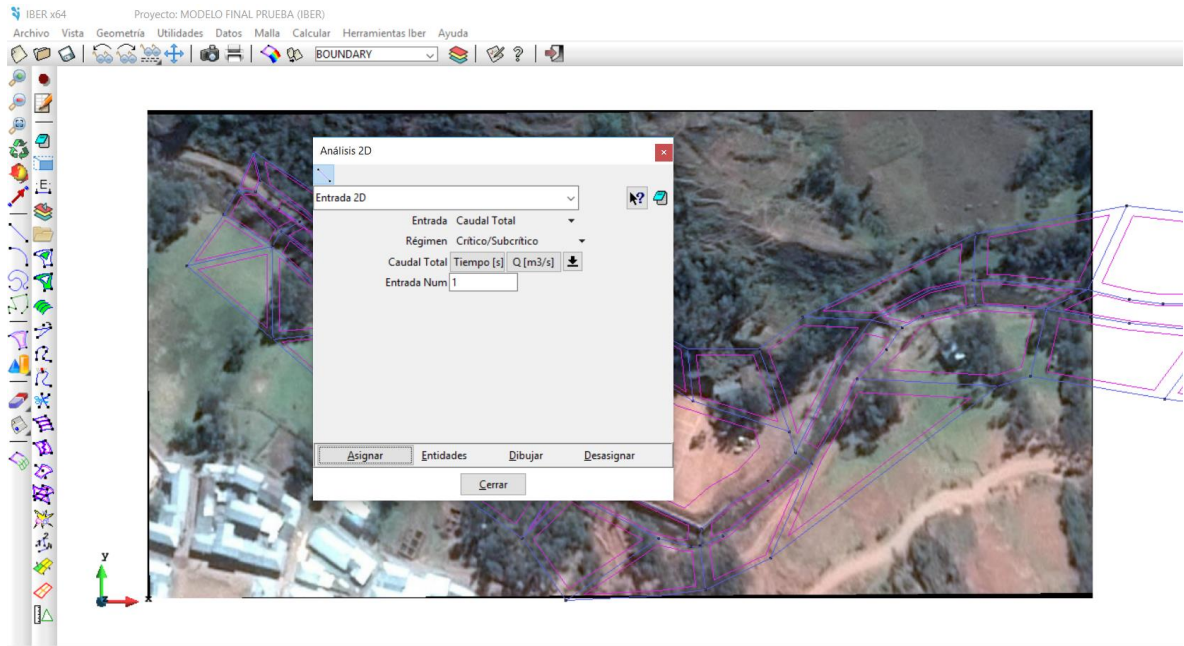 IBER x64 Proyecto: MODELO FINAL PRUEBA (IBER)
Archivo Vista Geometría Utilidades Datos Malla Calcular Herramientas Iber Ayuda
BOUNDARY
Análisis 2D
Entrada 2D
Entrada Caudal Total
Régimen Crítico/Subcrítico
Caudal Total Tiempo [s] Q [m3/s]
Entrada Num 1
Asignar Entidades Dibujar Desasignar
Cerrar
E
y
x